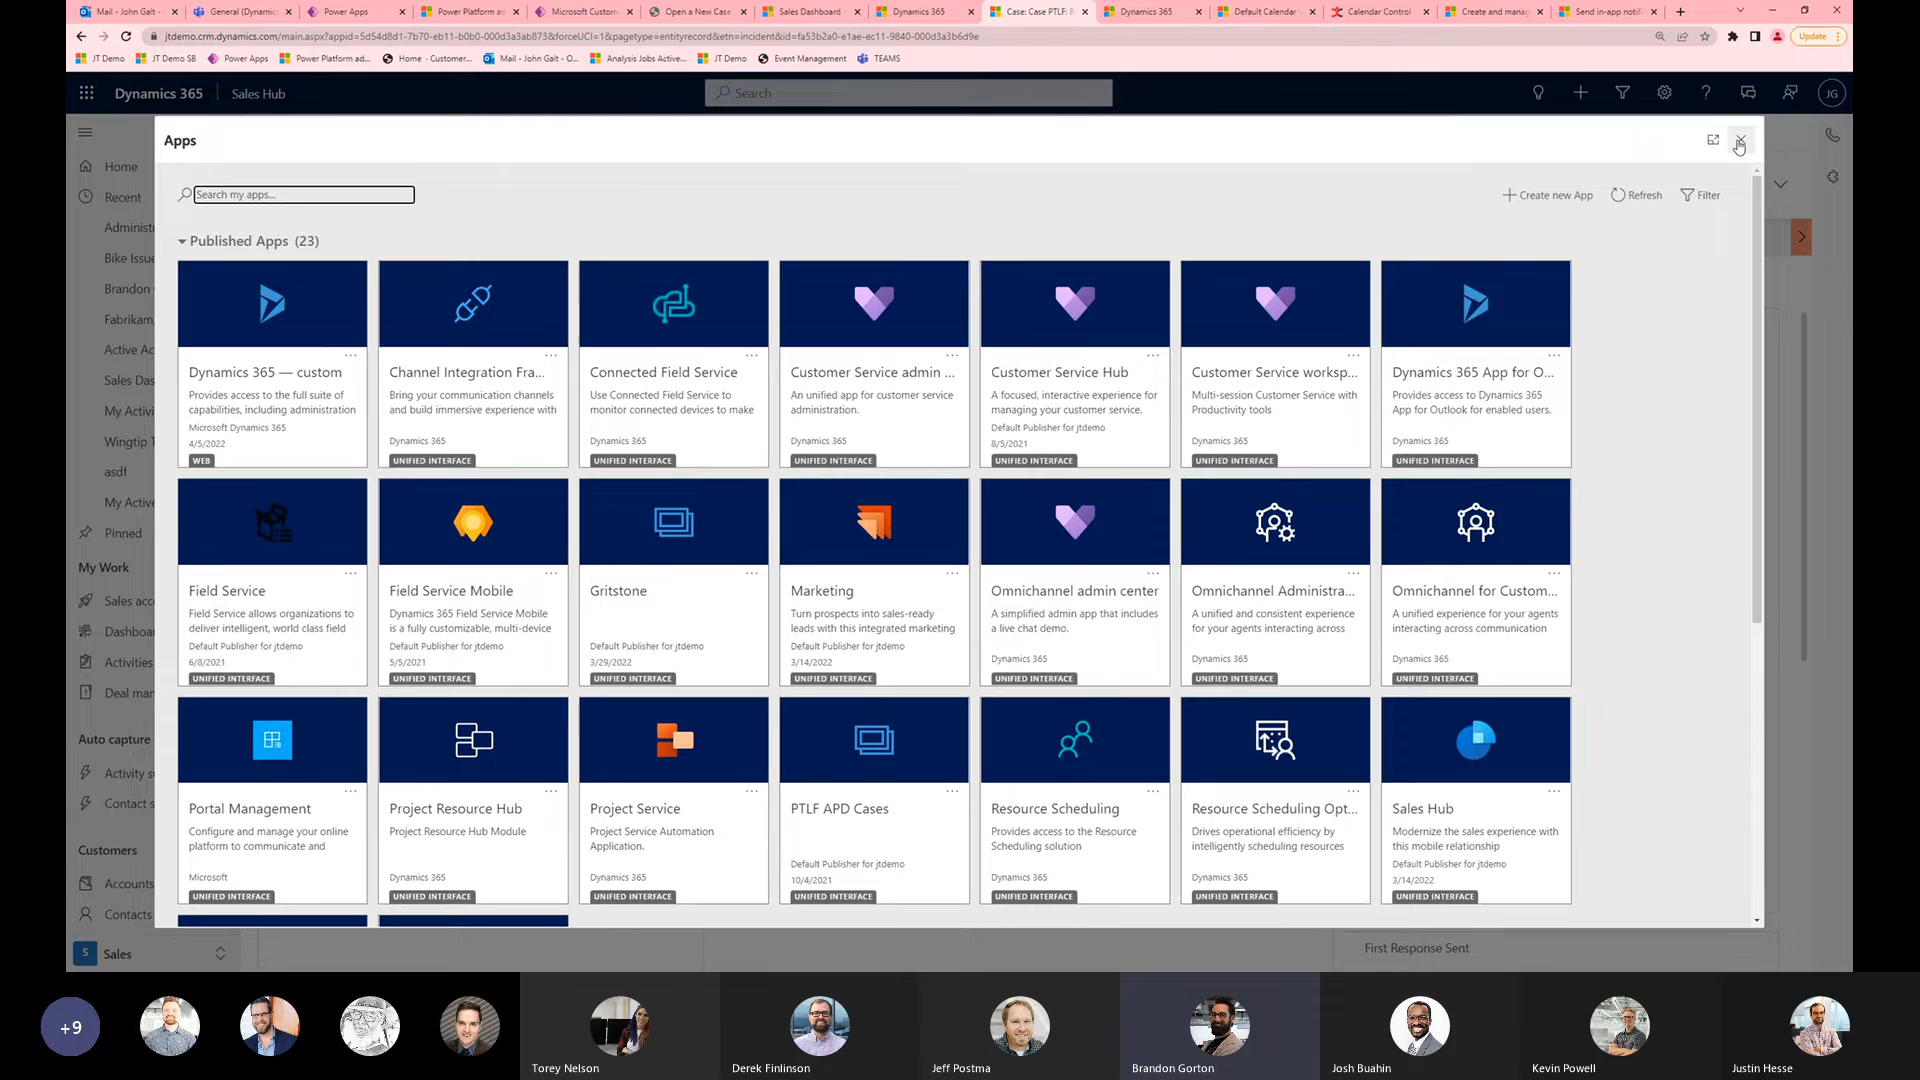 Mail - John Galt -
General (Dynamic
Power Apps
Power Platform ad
Microsoft Custom
Open a New Case
Sales Dashboard -
Dynamics 365
Case: Case PTLF: B
Dynamics 365
Default Calendar V
Calendar Control
Create and manag
Send in-app notif
jtdemo.crm.dynamics.com/main.aspx?appid=5d54d8d1-7b70-eb11-b0b0-000d3a3ab873&forceUCI=1&pagetype=entityrecord&etn=incident&id=fa53b2a0-e1ae-ec11-9840-000d3a3b6d9e
Update
JT Demo
JT Demo SB
Power Apps
Power Platform ad...
Home - Customer...
Mail - John Galt - O...
Analysis Jobs Active...
JT Demo
Event Management
TEAMS
Dynamics 365
Sales Hub
Search
JG
Apps
Search my apps...
Create new App
Refresh
Filter
Published Apps (23)
Home
Recent
Administ
Bike Issue
Brandon
Fabrikam,
Active Ac
Sales Das
My Activi
Wingtip T
asdf
My Active
Pinned
My Work
Sales acc
Dashboar
Activities
Deal man
Auto capture
Activity s
Contact s
Customers
Accounts
Contacts
S
Sales
Dynamics 365 — custom
Provides access to the full suite of
capabilities, including administration
Microsoft Dynamics 365
4/5/2022
WEB
Channel Integration Fra...
Bring your communication channels
and build immersive experience with
Dynamics 365
UNIFIED INTERFACE
Connected Field Service
Use Connected Field Service to
monitor connected devices to make
Dynamics 365
UNIFIED INTERFACE
Customer Service admin ...
An unified app for customer service
administration.
Dynamics 365
UNIFIED INTERFACE
Customer Service Hub
A focused, interactive experience for
managing your customer service.
Default Publisher for jtdemo
8/5/2021
UNIFIED INTERFACE
Customer Service worksp...
Multi-session Customer Service with
Productivity tools
Dynamics 365
UNIFIED INTERFACE
Dynamics 365 App for O...
Provides access to Dynamics 365
App for Outlook for enabled users.
Dynamics 365
UNIFIED INTERFACE
Field Service
Field Service allows organizations to
deliver intelligent, world class field
Default Publisher for jtdemo
6/8/2021
UNIFIED INTERFACE
Field Service Mobile
Dynamics 365 Field Service Mobile
is a fully customizable, multi-device
Default Publisher for jtdemo
5/5/2021
UNIFIED INTERFACE
Gritstone
Default Publisher for jtdemo
3/29/2022
UNIFIED INTERFACE
Marketing
Turn prospects into sales-ready
leads with this integrated marketing
Default Publisher for jtdemo
3/14/2022
UNIFIED INTERFACE
Omnichannel admin center
A simplified admin app that includes
a live chat demo.
Dynamics 365
UNIFIED INTERFACE
Omnichannel Administra...
A unified and consistent experience
for your agents interacting across
Dynamics 365
UNIFIED INTERFACE
Omnichannel for Custom...
A unified experience for your agents
interacting across communication
Dynamics 365
UNIFIED INTERFACE
Portal Management
Configure and manage your online
platform to communicate and
Microsoft
UNIFIED INTERFACE
Project Resource Hub
Project Resource Hub Module
Dynamics 365
UNIFIED INTERFACE
Project Service
Project Service Automation
Application.
Dynamics 365
UNIFIED INTERFACE
PTLF APD Cases
Default Publisher for jtdemo
10/4/2021
UNIFIED INTERFACE
Resource Scheduling
Provides access to the Resource
Scheduling solution
Dynamics 365
UNIFIED INTERFACE
Resource Scheduling Opt...
Drives operational efficiency by
intelligently scheduling resources
Dynamics 365
UNIFIED INTERFACE
Sales Hub
Modernize the sales experience with
this mobile relationship
Default Publisher for jtdemo
3/14/2022
UNIFIED INTERFACE
First Response Sent
+9
Torey Nelson
Derek Finlinson
Jeff Postma
Brandon Gorton
Josh Buahin
Kevin Powell
Justin Hesse